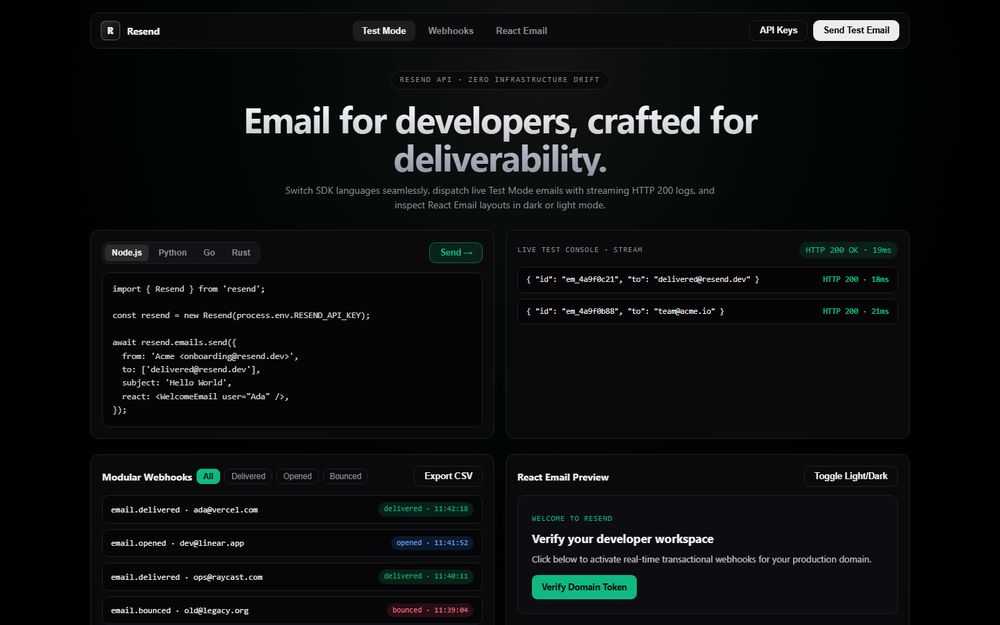 R Resend Test Mode Webhooks React Email API Keys Send Test Email
RESEND API · ZERO INFRASTRUCTURE DRIFT
Email for developers, crafted for
deliverability.
Switch SDK languages seamlessly, dispatch live Test Mode emails with streaming HTTP 200 logs, and
inspect React Email layouts in dark or light mode.
Node.js Python Go Rust Send →
import { Resend } from 'resend';
const resend = new Resend(process.env.RESEND_API_KEY);
await resend.emails.send({
  from: 'Acme <onboarding@resend.dev>',
  to: ['delivered@resend.dev'],
  subject: 'Hello World',
  react: <WelcomeEmail user="Ada" />,
});
LIVE TEST CONSOLE · STREAM HTTP 200 OK · 19ms
{ "id": "em_4a9f0c21", "to": "delivered@resend.dev" } HTTP 200 · 18ms
{ "id": "em_4a9f0b88", "to": "team@acme.io" } HTTP 200 · 21ms
Modular Webhooks All Delivered Opened Bounced Export CSV
email.delivered · ada@vercel.com delivered · 11:42:18
email.opened · dev@linear.app opened · 11:41:52
email.delivered · ops@raycast.com delivered · 11:40:11
email.bounced · old@legacy.org bounced · 11:39:04
React Email Preview Toggle Light/Dark
WELCOME TO RESEND
Verify your developer workspace
Click below to activate real-time transactional webhooks for your production domain.
Verify Domain Token